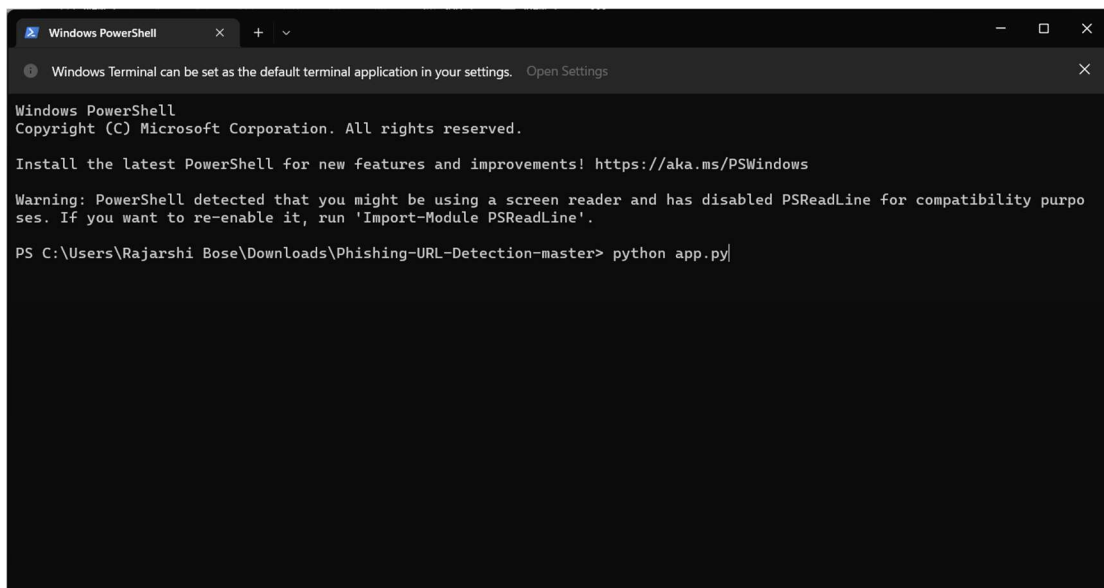 Windows PowerShell
Windows Terminal can be set as the default terminal application in your settings. Open Settings
Windows PowerShell
Copyright (C) Microsoft Corporation. All rights reserved.
Install the latest PowerShell for new features and improvements! https://aka.ms/PSWindows
Warning: PowerShell detected that you might be using a screen reader and has disabled PSReadLine for compatibility purpo
ses. If you want to re-enable it, run 'Import-Module PSReadLine'.
PS C:\Users\Rajarshi Bose\Downloads\Phishing-URL-Detection-master> python app.py